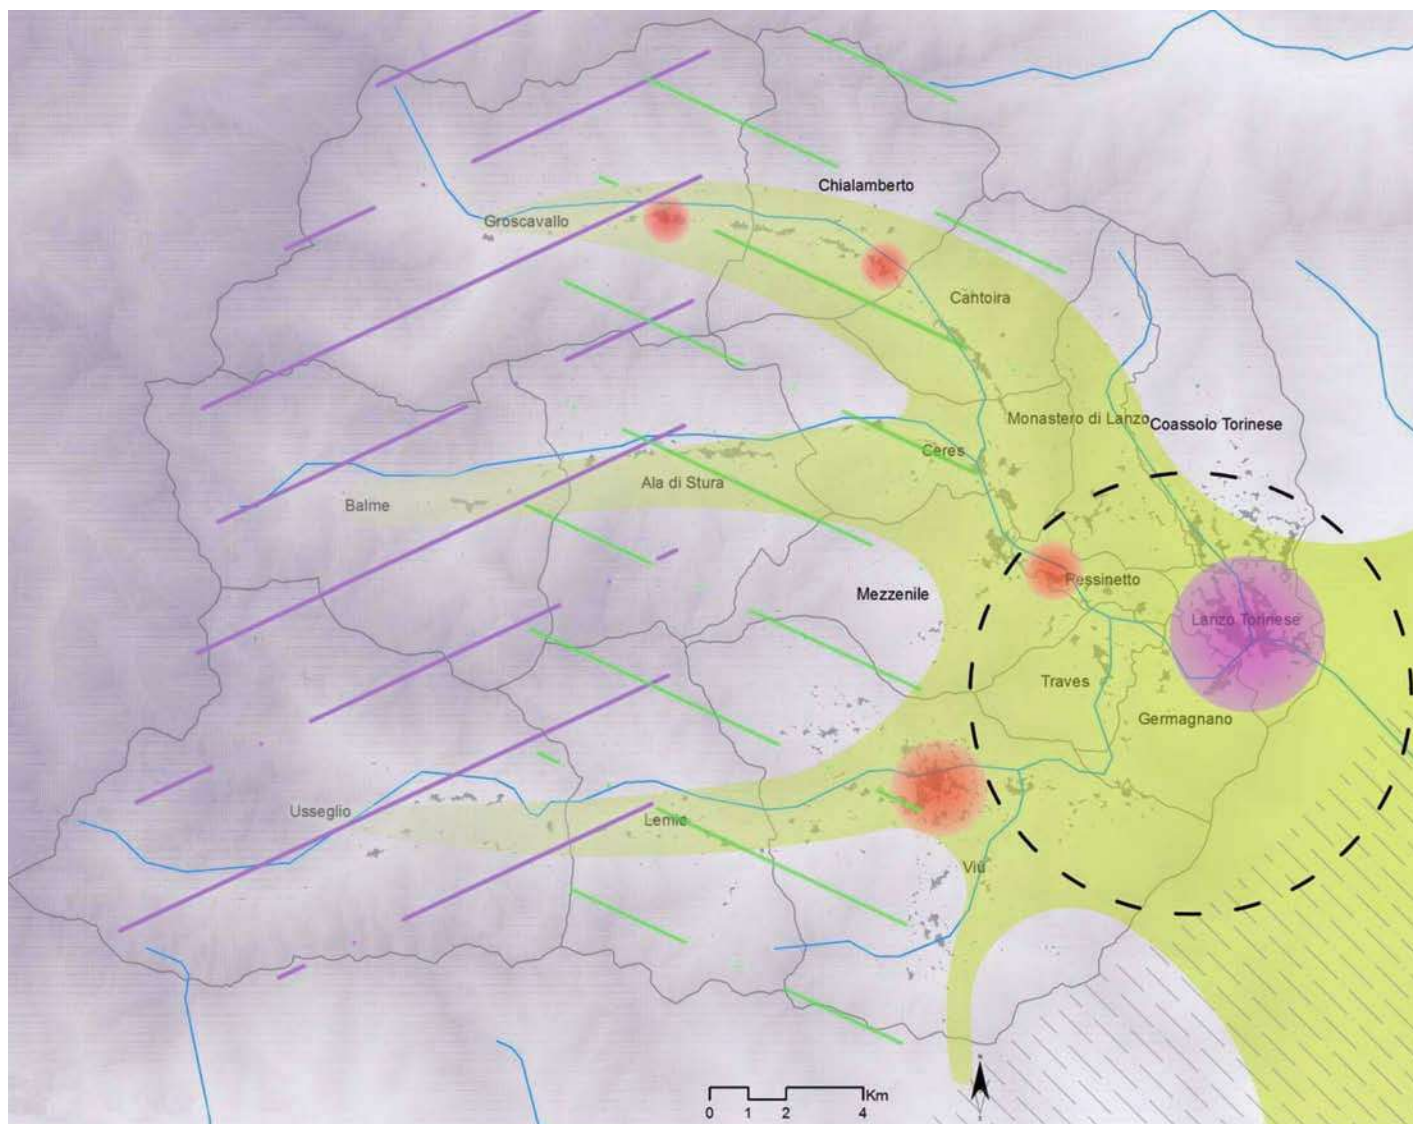 Chialamberto
Groscavallo
Cahtoira
Monastero di Lanzo
Coassolo Torinese
Ceres
Ala di Stura
Balme
Pessinetto
Mezzenile
Lanzo Torinese
Traves
Germagnano
Usseglio
Lemie
Viù
Km
0 1 2 4